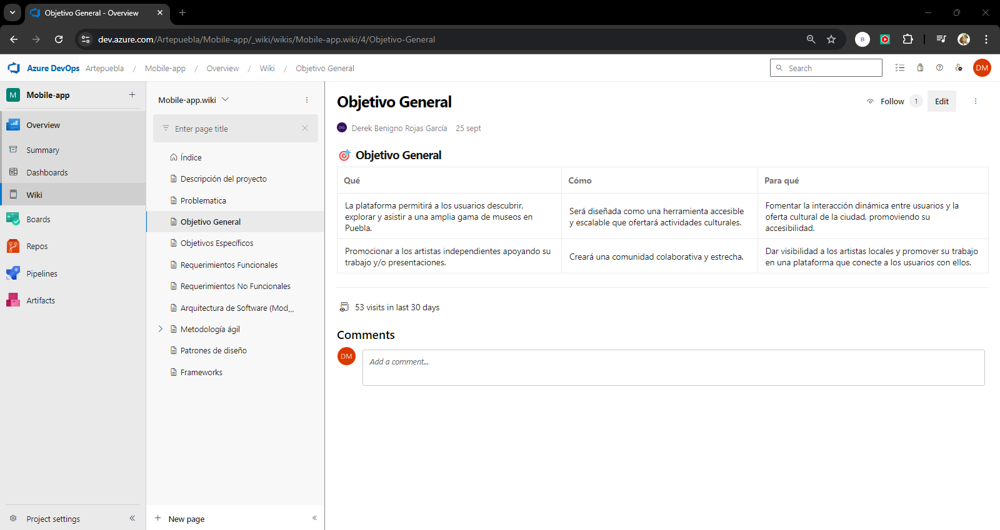 Objetivo General - Overview
dev.azure.com/Artepuebla/Mobile-app/_wiki/wikis/Mobile-app.wiki/4/Objetivo-General
B
Azure DevOps Artepuebla / Mobile-app / Overview / Wiki / Objetivo General
Search
DM
M Mobile-app
Overview
Summary
Dashboards
Wiki
Boards
Repos
Pipelines
Artifacts
Project settings
Mobile-app.wiki
Enter page title
Índice
Descripción del proyecto
Problematica
Objetivo General
Objetivos Específicos
Requerimientos Funcionales
Requerimientos No Funcionales
Arquitectura de Software (Mod...
Metodología ágil
Patrones de diseño
Frameworks
New page
Objetivo General
Follow 1 Edit
DG Derek Benigno Rojas García 25 sept
Objetivo General
Qué
Cómo
Para qué
La plataforma permitirá a los usuarios descubrir,
explorar y asistir a una amplia gama de museos en
Puebla.
Será diseñada como una herramienta accesible
y escalable que ofertará actividades culturales.
Fomentar la interacción dinámica entre usuarios y la
oferta cultural de la ciudad, promoviendo su
accesibilidad.
Promocionar a los artistas independientes apoyando su
trabajo y/o presentaciones.
Creará una comunidad colaborativa y estrecha.
Dar visibilidad a los artistas locales y promover su trabajo
en una plataforma que conecte a los usuarios con ellos.
53 visits in last 30 days
Comments
DM
Add a comment...